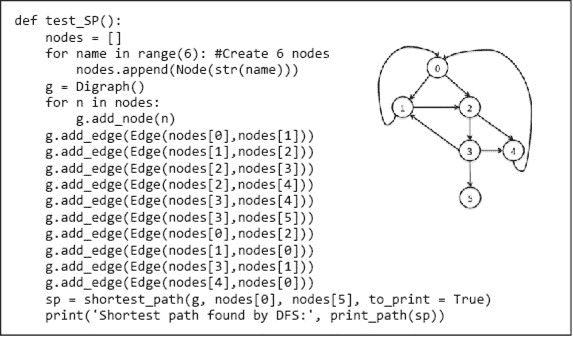 def test_SP():
    nodes = []
    for name in range(6): #Create 6 nodes
        nodes.append(Node(str(name)))
    g = Digraph()
    for n in nodes:
        g.add_node(n)
    g.add_edge(Edge(nodes[0],nodes[1]))
    g.add_edge(Edge(nodes[1],nodes[2]))
    g.add_edge(Edge(nodes[2],nodes[3]))
    g.add_edge(Edge(nodes[2],nodes[4]))
    g.add_edge(Edge(nodes[3],nodes[4]))
    g.add_edge(Edge(nodes[3],nodes[5]))
    g.add_edge(Edge(nodes[0],nodes[2]))
    g.add_edge(Edge(nodes[1],nodes[0]))
    g.add_edge(Edge(nodes[3],nodes[1]))
    g.add_edge(Edge(nodes[4],nodes[0]))
    sp = shortest_path(g, nodes[0], nodes[5], to_print = True)
    print('Shortest path found by DFS:', print_path(sp))
0
1 2
3 4
5